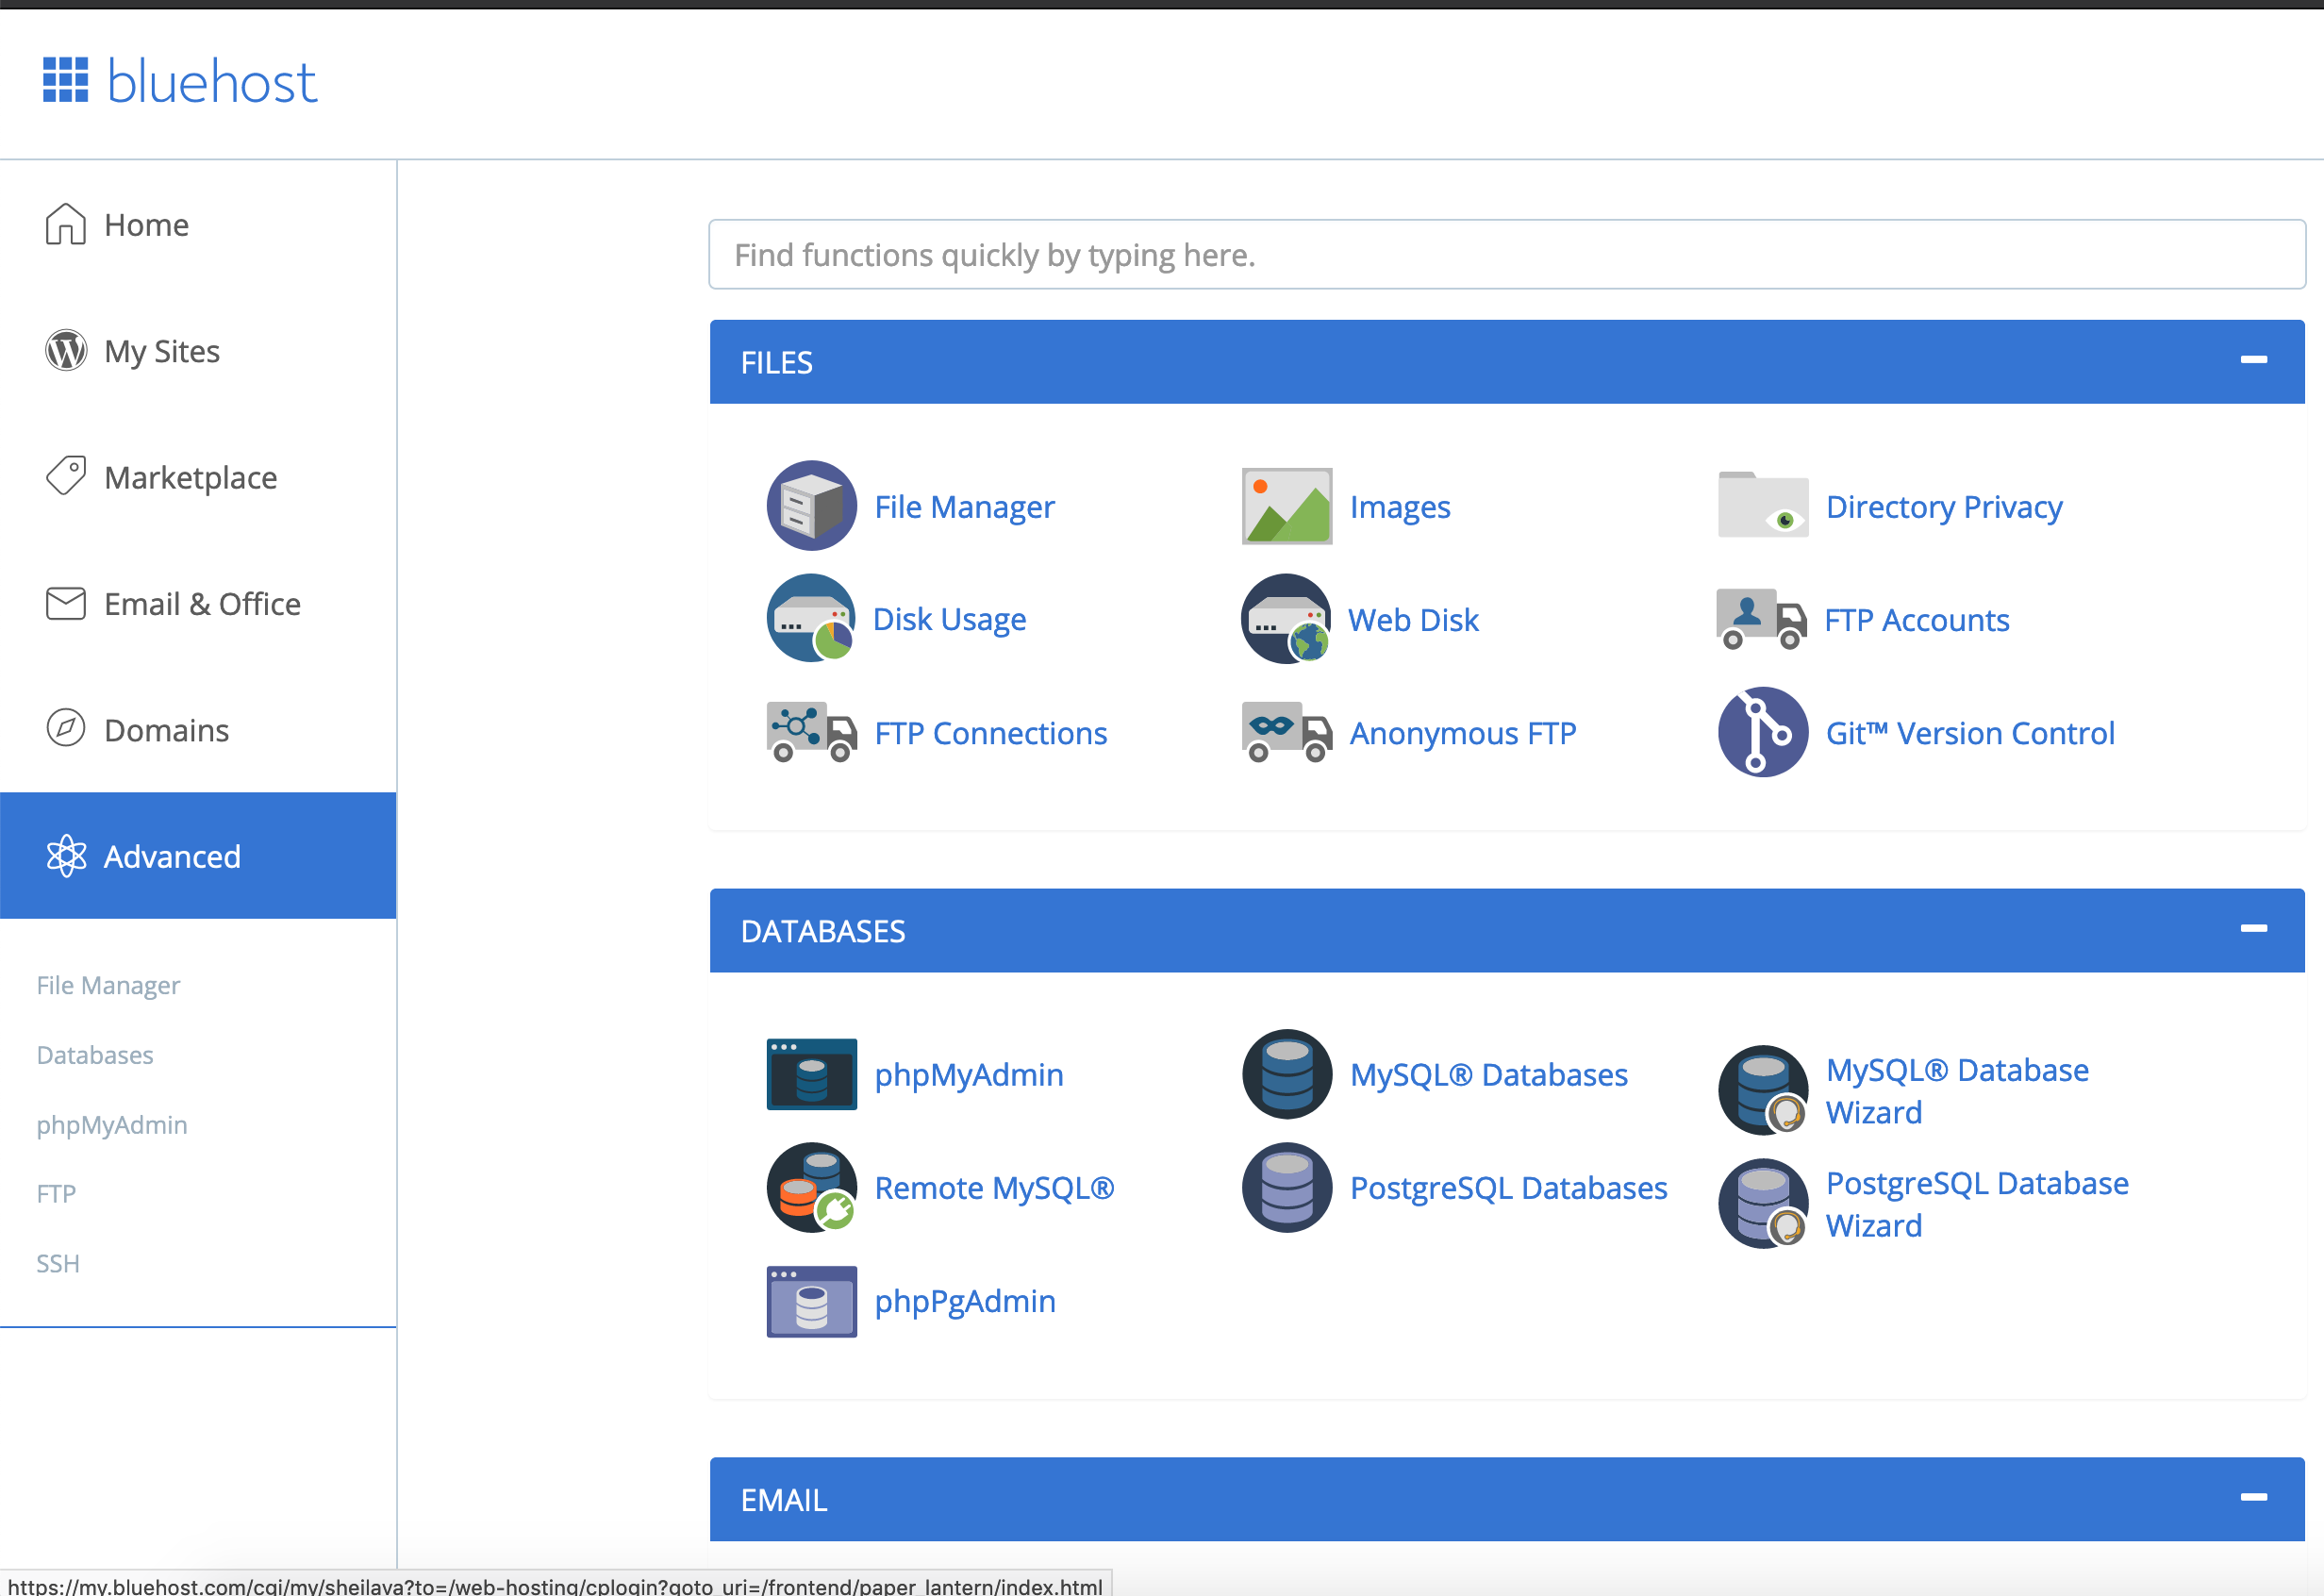 bluehost
Home
My Sites
Marketplace
Email & Office
Domains
Advanced
File Manager
Databases
phpMyAdmin
FTP
SSH
Find functions quickly by typing here.
FILES
File Manager
Images
Directory Privacy
Disk Usage
Web Disk
FTP Accounts
FTP Connections
Anonymous FTP
Git™ Version Control
DATABASES
phpMyAdmin
MySQL® Databases
MySQL® Database
Wizard
Remote MySQL®
PostgreSQL Databases
PostgreSQL Database
Wizard
phpPgAdmin
EMAIL
https://my.bluehost.com/cgi/my/sheilava?to=/web-hosting/cplogin?goto_uri=/frontend/paper_lantern/index.html